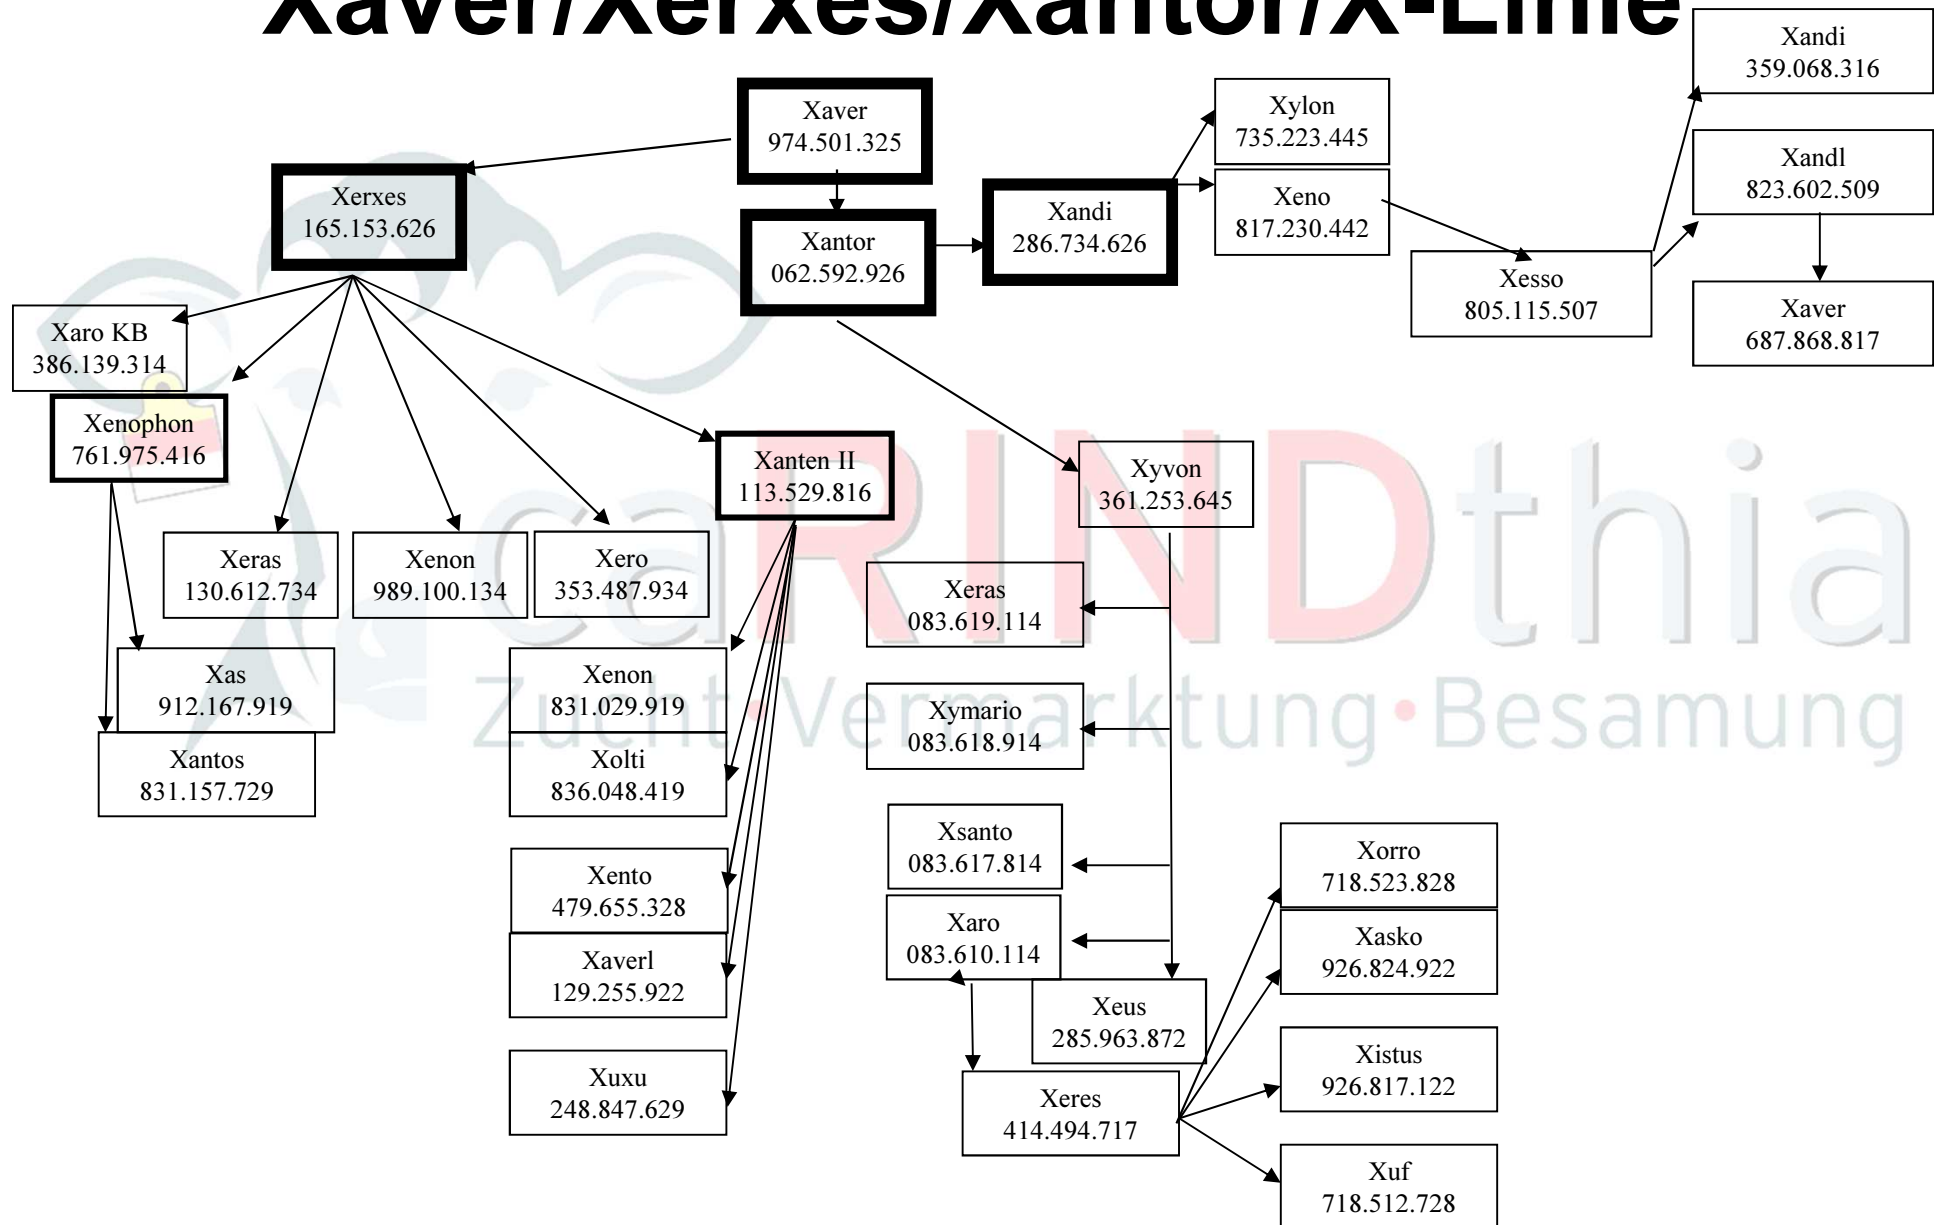 Xaver/Xerxes/Xantor/X-Linie
Xandi
359.068.316
Xaver
974.501.325
Xylon
735.223.445
Xandl
823.602.509
Xerxes
165.153.626
Xantor
062.592.926
Xandi
286.734.626
Xeno
817.230.442
Xesso
805.115.507
Xaver
687.868.817
Xaro KB
386.139.314
Xenophon
761.975.416
Xanten II
113.529.816
Xyvon
361.253.645
Xeras
130.612.734
Xenon
989.100.134
Xero
353.487.934
Xeras
083.619.114
caRINDthia
Zucht•Vermarktung•Besamung
Xas
912.167.919
Xantos
831.157.729
Xenon
831.029.919
Xolti
836.048.419
Xymario
083.618.914
Xento
479.655.328
Xaverl
129.255.922
Xuxu
248.847.629
Xsanto
083.617.814
Xaro
083.610.114
Xeus
285.963.872
Xeres
414.494.717
Xorro
718.523.828
Xasko
926.824.922
Xistus
926.817.122
Xuf
718.512.728